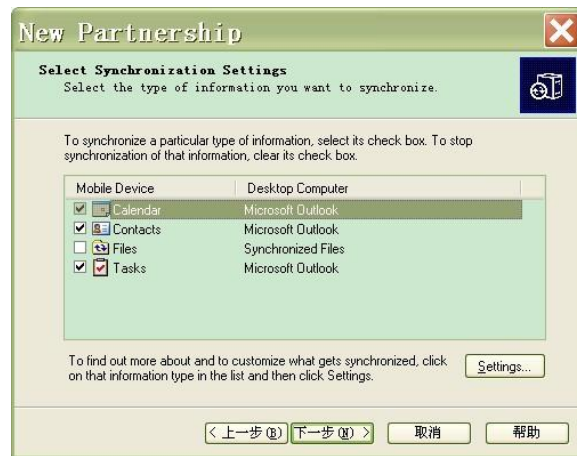 New Partnership
Select Synchronization Settings
Select the type of information you want to synchronize.
To synchronize a particular type of information, select its check box. To stop
synchronization of that information, clear its check box.
Mobile Device Desktop Computer
Calendar Microsoft Outlook
Contacts Microsoft Outlook
Files Synchronized Files
Tasks Microsoft Outlook
To find out more about and to customize what gets synchronized, click
on that information type in the list and then click Settings.
Settings...
< 上一步(B) 下一步(N) > 取消 帮助